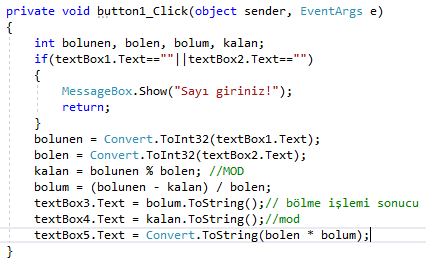 private void button1_Click(object sender, EventArgs e)
{
int bolunen, bolen, bolum, kalan;
if(textBox1.Text==""||textBox2.Text=="")
{
MessageBox.Show("Sayı giriniz!");
return;
}
bolunen = Convert.ToInt32(textBox1.Text);
bolen = Convert.ToInt32(textBox2.Text);
kalan = bolunen % bolen; //MOD
bolum = (bolunen - kalan) / bolen;
textBox3.Text = bolum.ToString();// bölme işlemi sonucu
textBox4.Text = kalan.ToString();//mod
textBox5.Text = Convert.ToString(bolen * bolum);
}